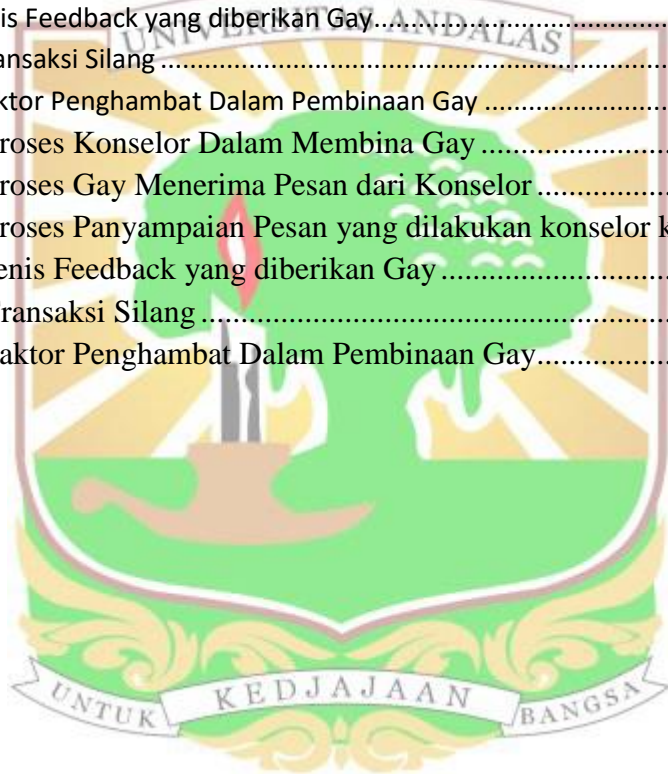 is Feedback yang diberikan Gay
UNIVERSITAS ANDALAS
ansaksi Silang
aktor Penghambat Dalam Pembinaan Gay
roses Konselor Dalam Membina Gay
roses Gay Menerima Pesan dari Konselor
roses Panyampaian Pesan yang dilakukan konselor k
enis Feedback yang diberikan Gay
ransaksi Silang
aktor Penghambat Dalam Pembinaan Gay
UNTUK KEDJAJAAN BANGSA